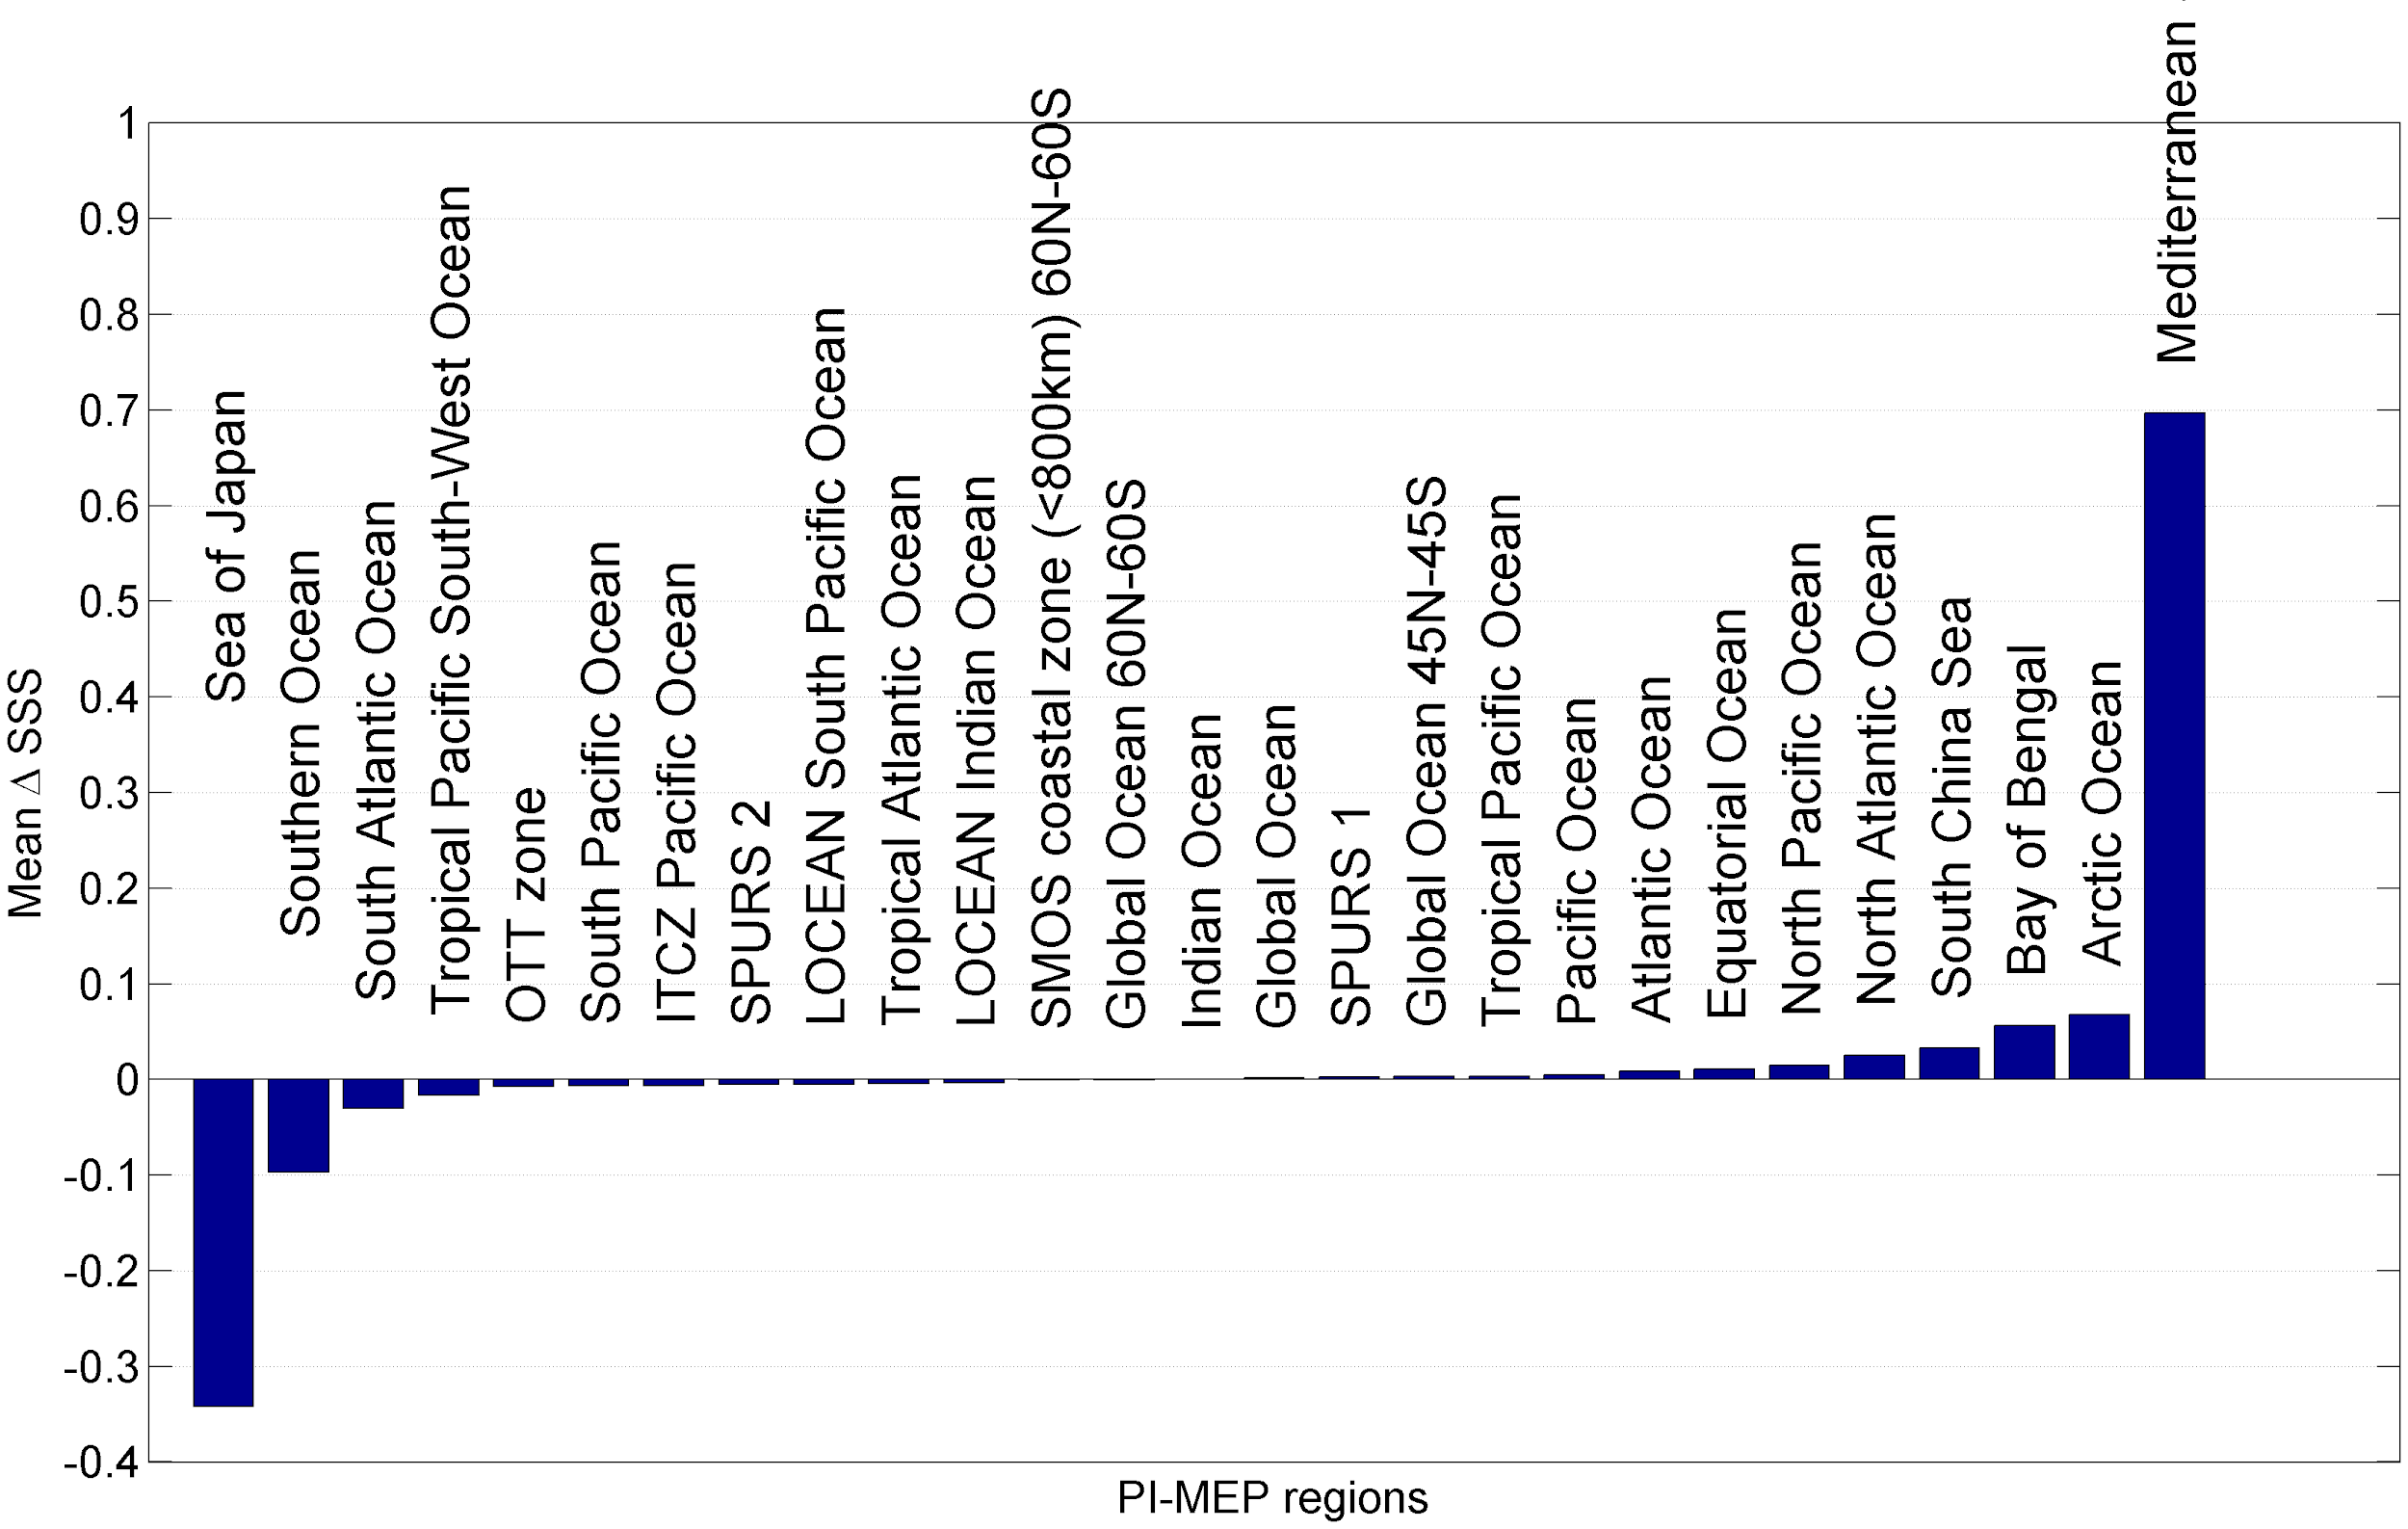 1
0.9
0.8
0.7
0.6
0.5
0.4
0.3
0.2
0.1
0
-0.1
-0.2
-0.3
-0.4
Mean Δ SSS
Sea of Japan
Southern Ocean
South Atlantic Ocean
Tropical Pacific South-West Ocean
OTT zone
South Pacific Ocean
ITCZ Pacific Ocean
SPURS 2
LOCEAN South Pacific Ocean
Tropical Atlantic Ocean
LOCEAN Indian Ocean
SMOS coastal zone (<800km) 60N-60S
Global Ocean 60N-60S
Indian Ocean
Global Ocean
SPURS 1
Global Ocean 45N-45S
Tropical Pacific Ocean
Pacific Ocean
Atlantic Ocean
Equatorial Ocean
North Pacific Ocean
North Atlantic Ocean
South China Sea
Bay of Bengal
Arctic Ocean
Mediterranean
PI-MEP regions